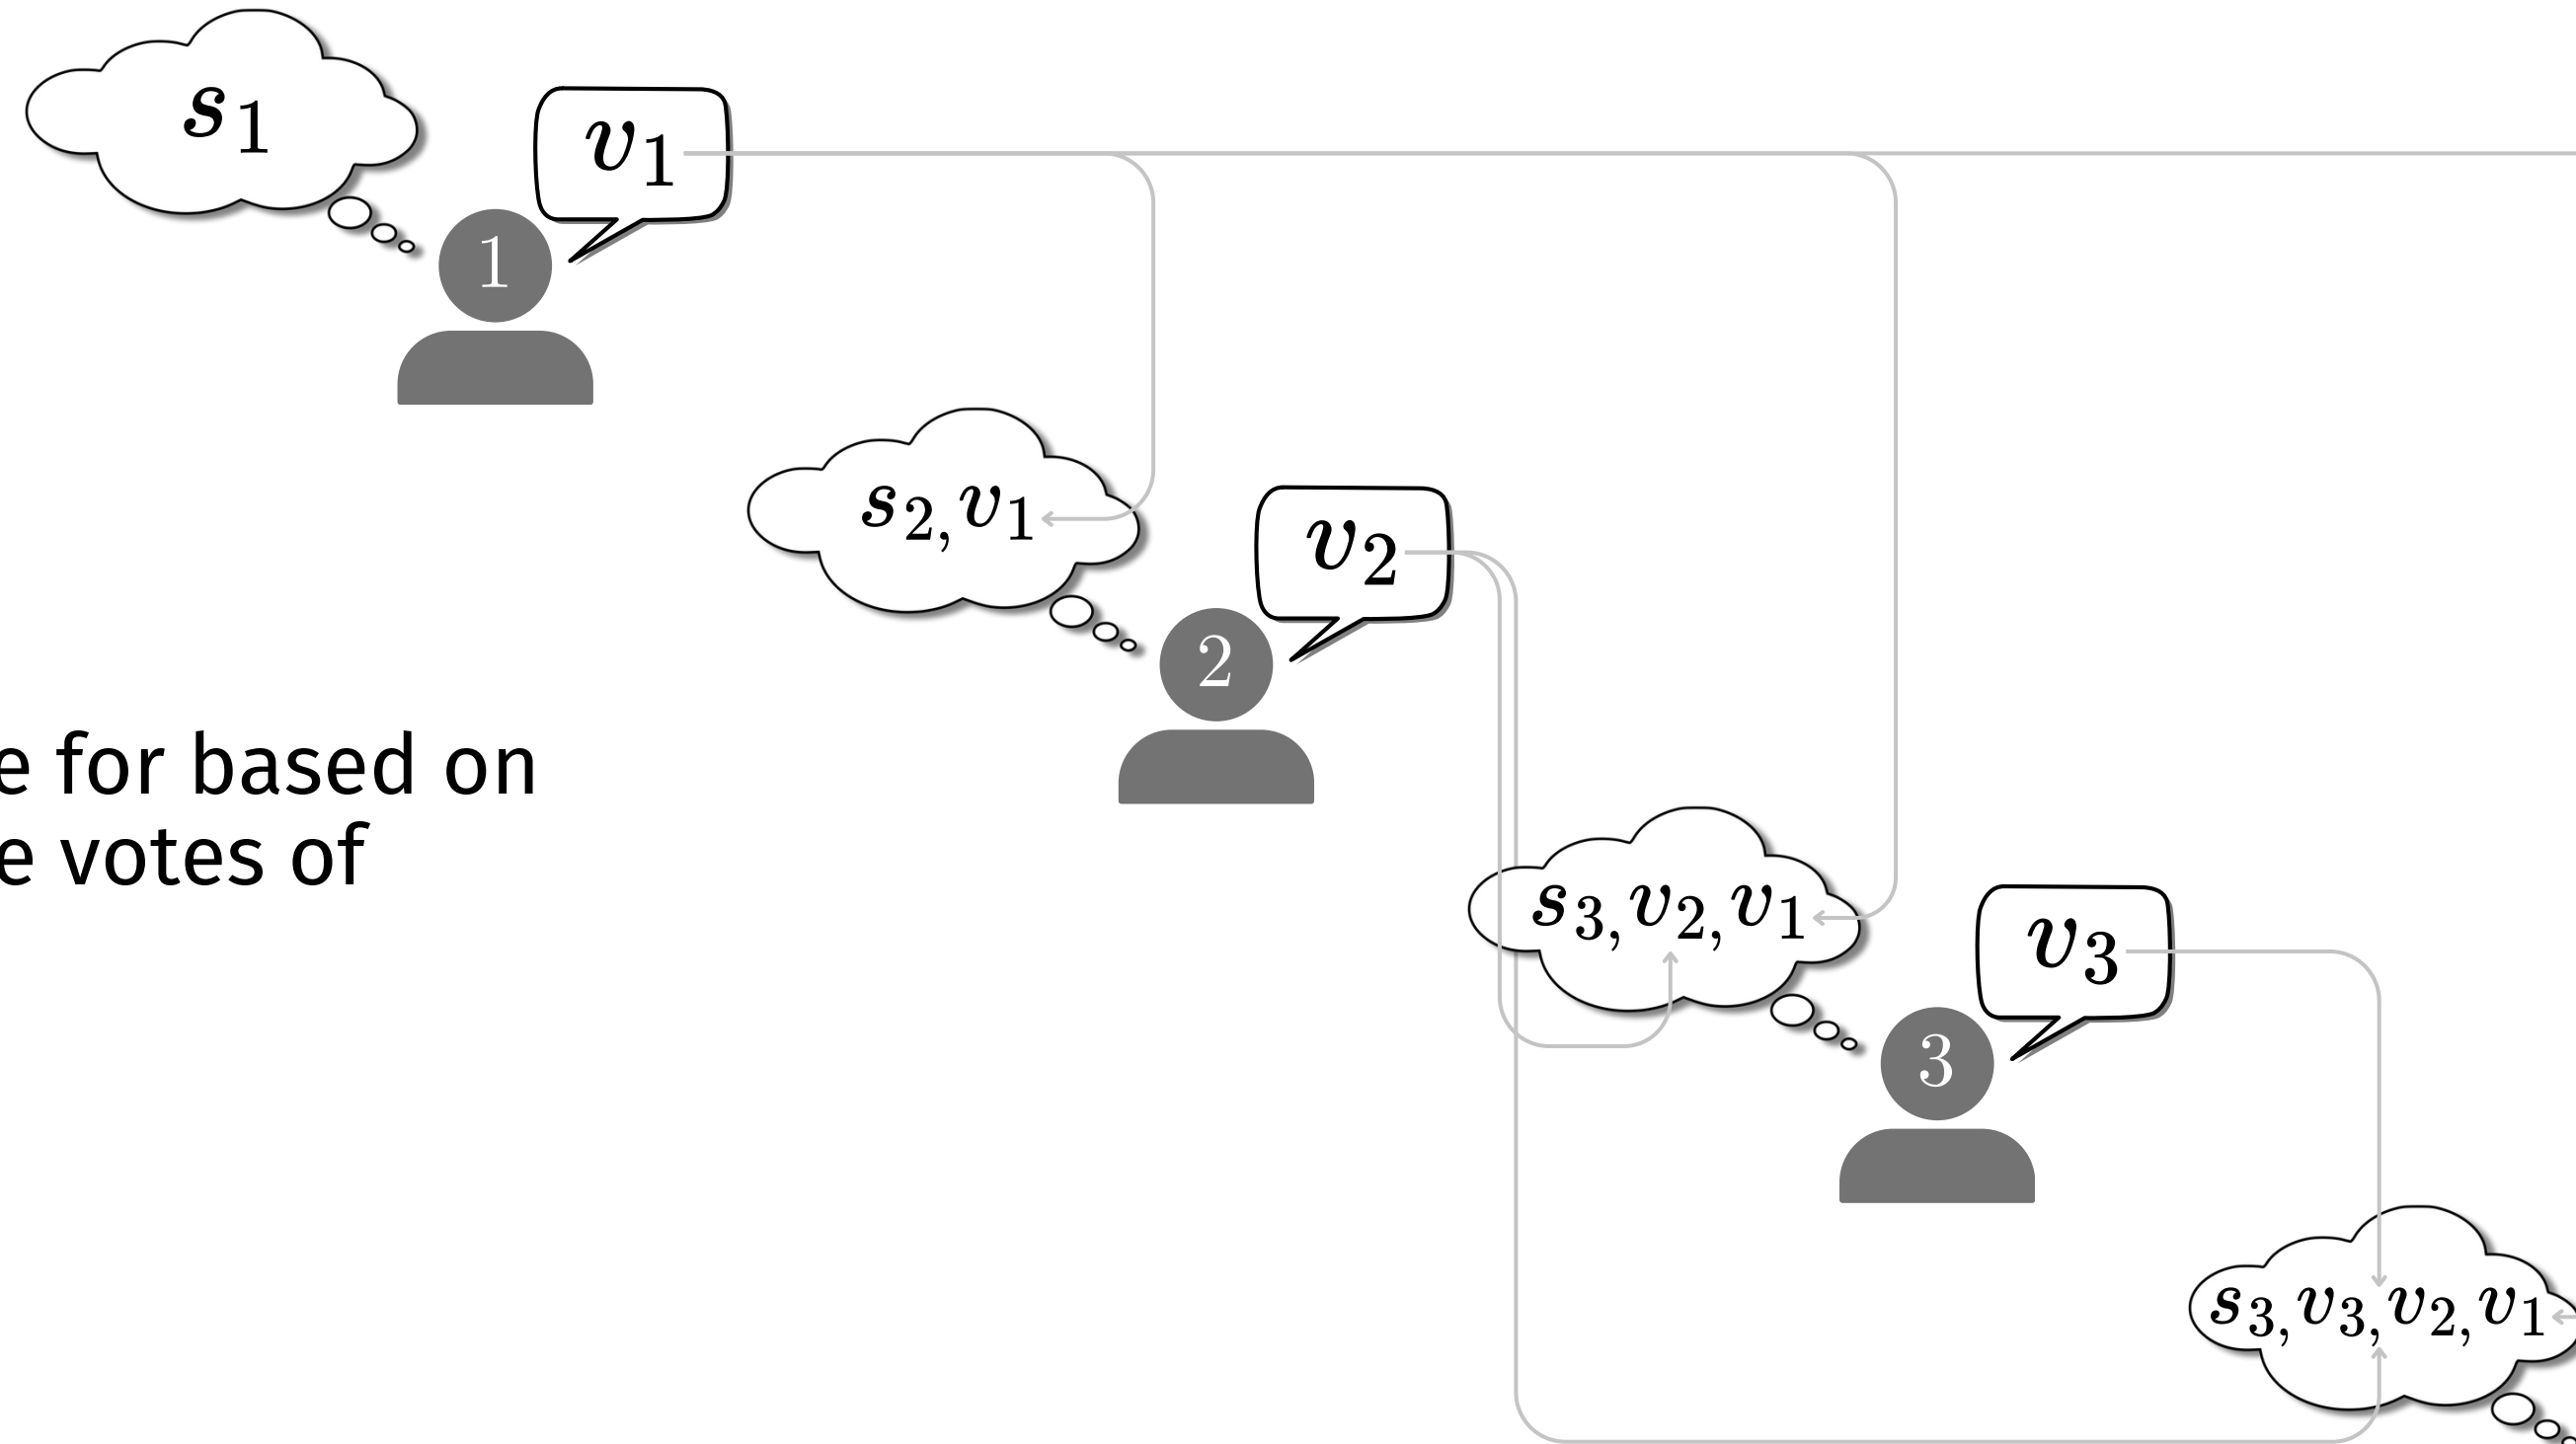 s1
v1
1
s2,v1
v2
2
e for based on
e votes of
s3,v2,v1
v3
3
s3,v3,v2,v1